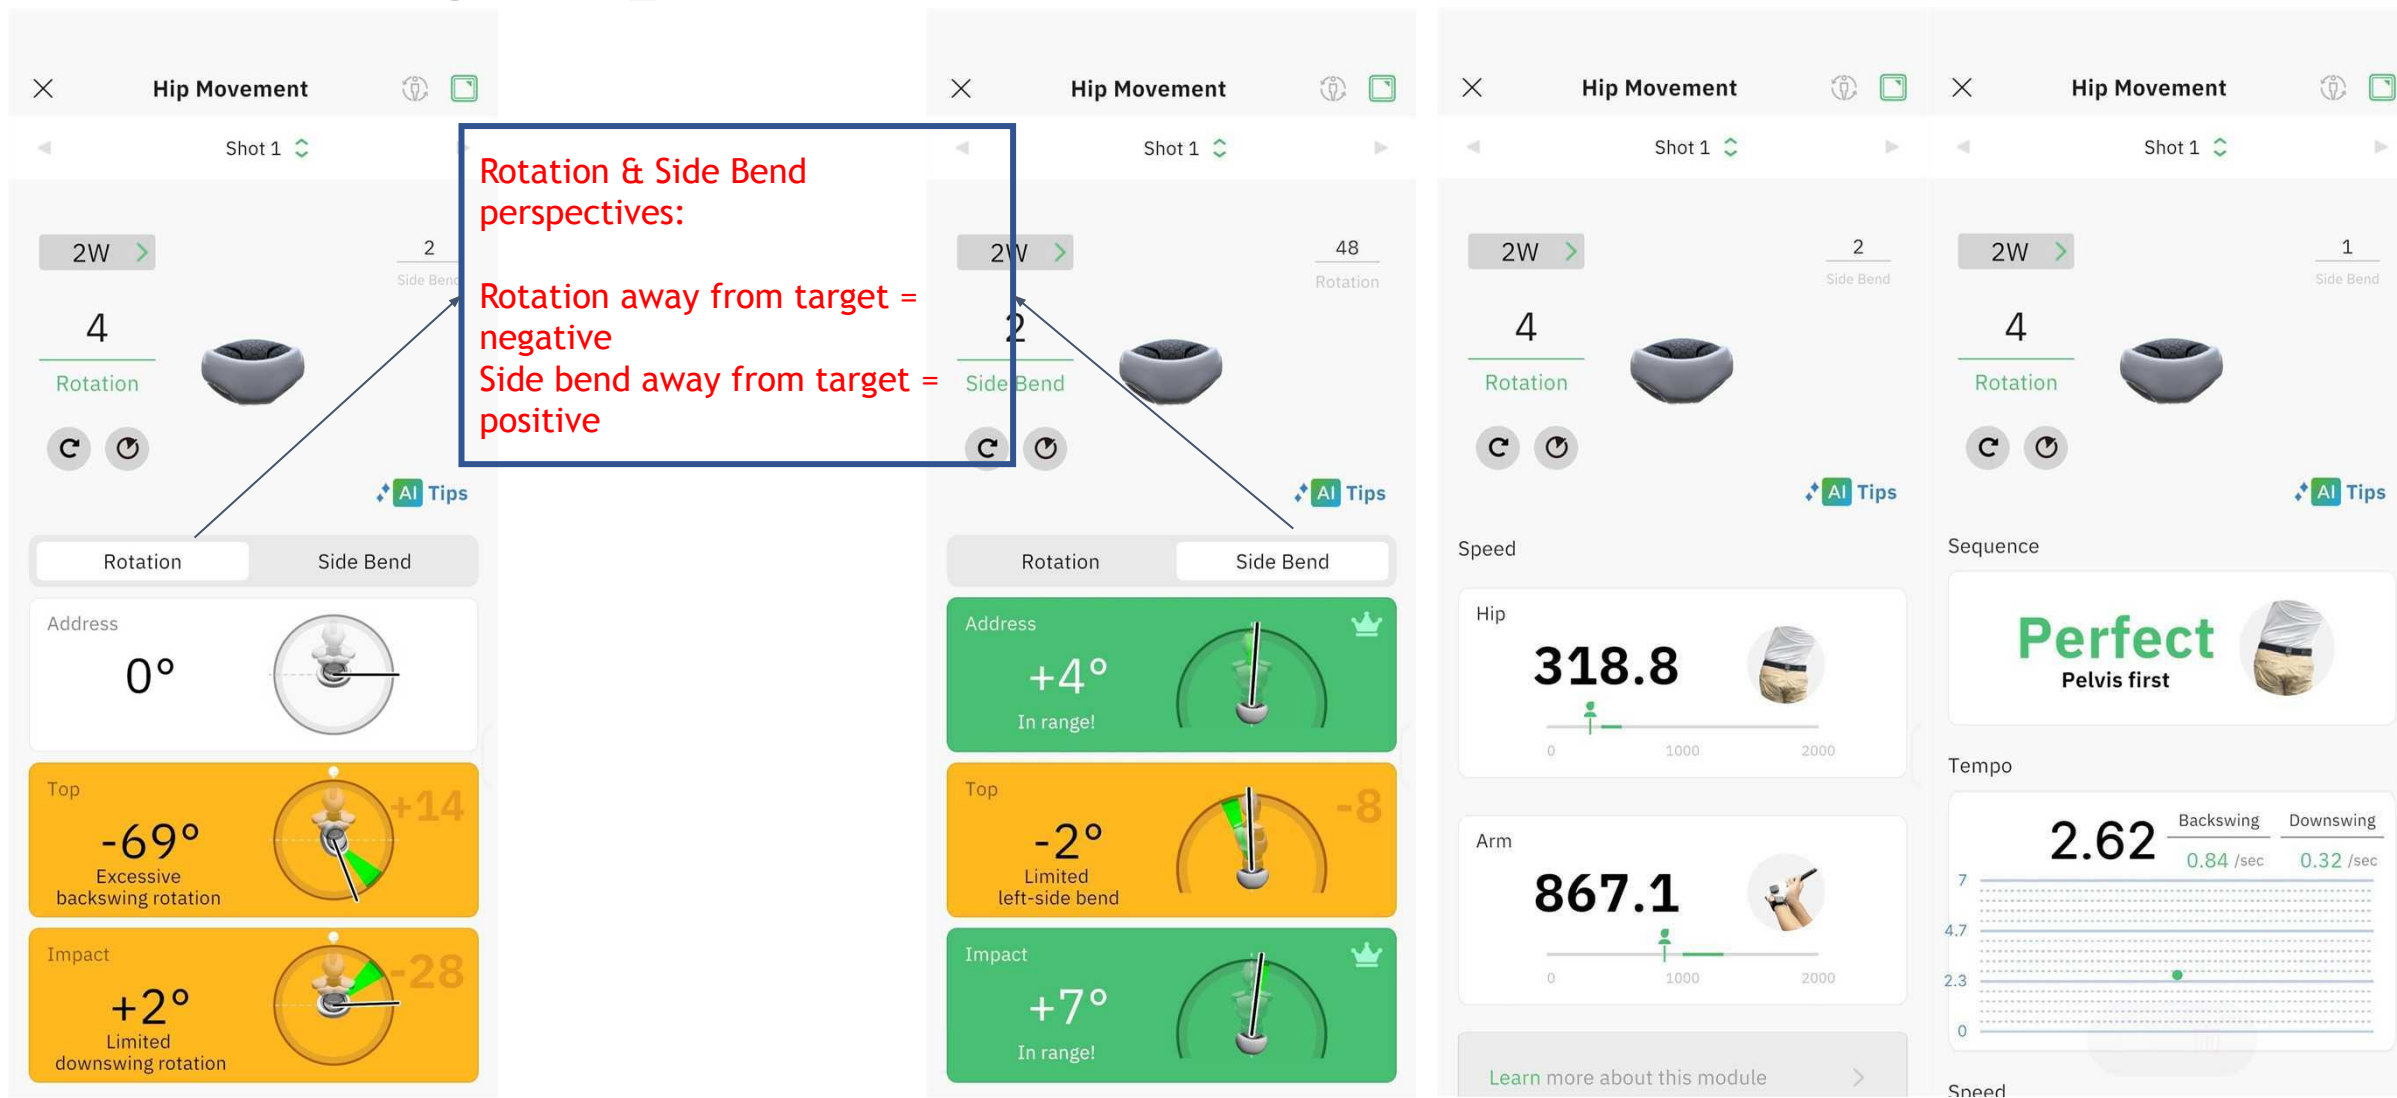 Hip Movement
Shot 1
2W
2
Side Bend
4
Rotation
AI Tips
Rotation
Side Bend
Address
0°
Top
+14
-69°
Excessive
backswing rotation
Impact
-28
+2°
Limited
downswing rotation
Rotation & Side Bend
perspectives:
Rotation away from target =
negative
Side bend away from target =
positive
Hip Movement
Shot 1
2W
48
Rotation
2
Side Bend
AI Tips
Rotation
Side Bend
Address
+4°
In range!
Top
-8
-2°
Limited
left-side bend
Impact
+7°
In range!
Hip Movement
Shot 1
2W
2
Side Bend
4
Rotation
AI Tips
Speed
Hip
318.8
0 1000 2000
Arm
867.1
0 1000 2000
Learn more about this module
Hip Movement
Shot 1
2W
1
Side Bend
4
Rotation
AI Tips
Sequence
Perfect
Pelvis first
Tempo
2.62
Backswing Downswing
0.84 /sec 0.32 /sec
7
4.7
2.3
0
Speed